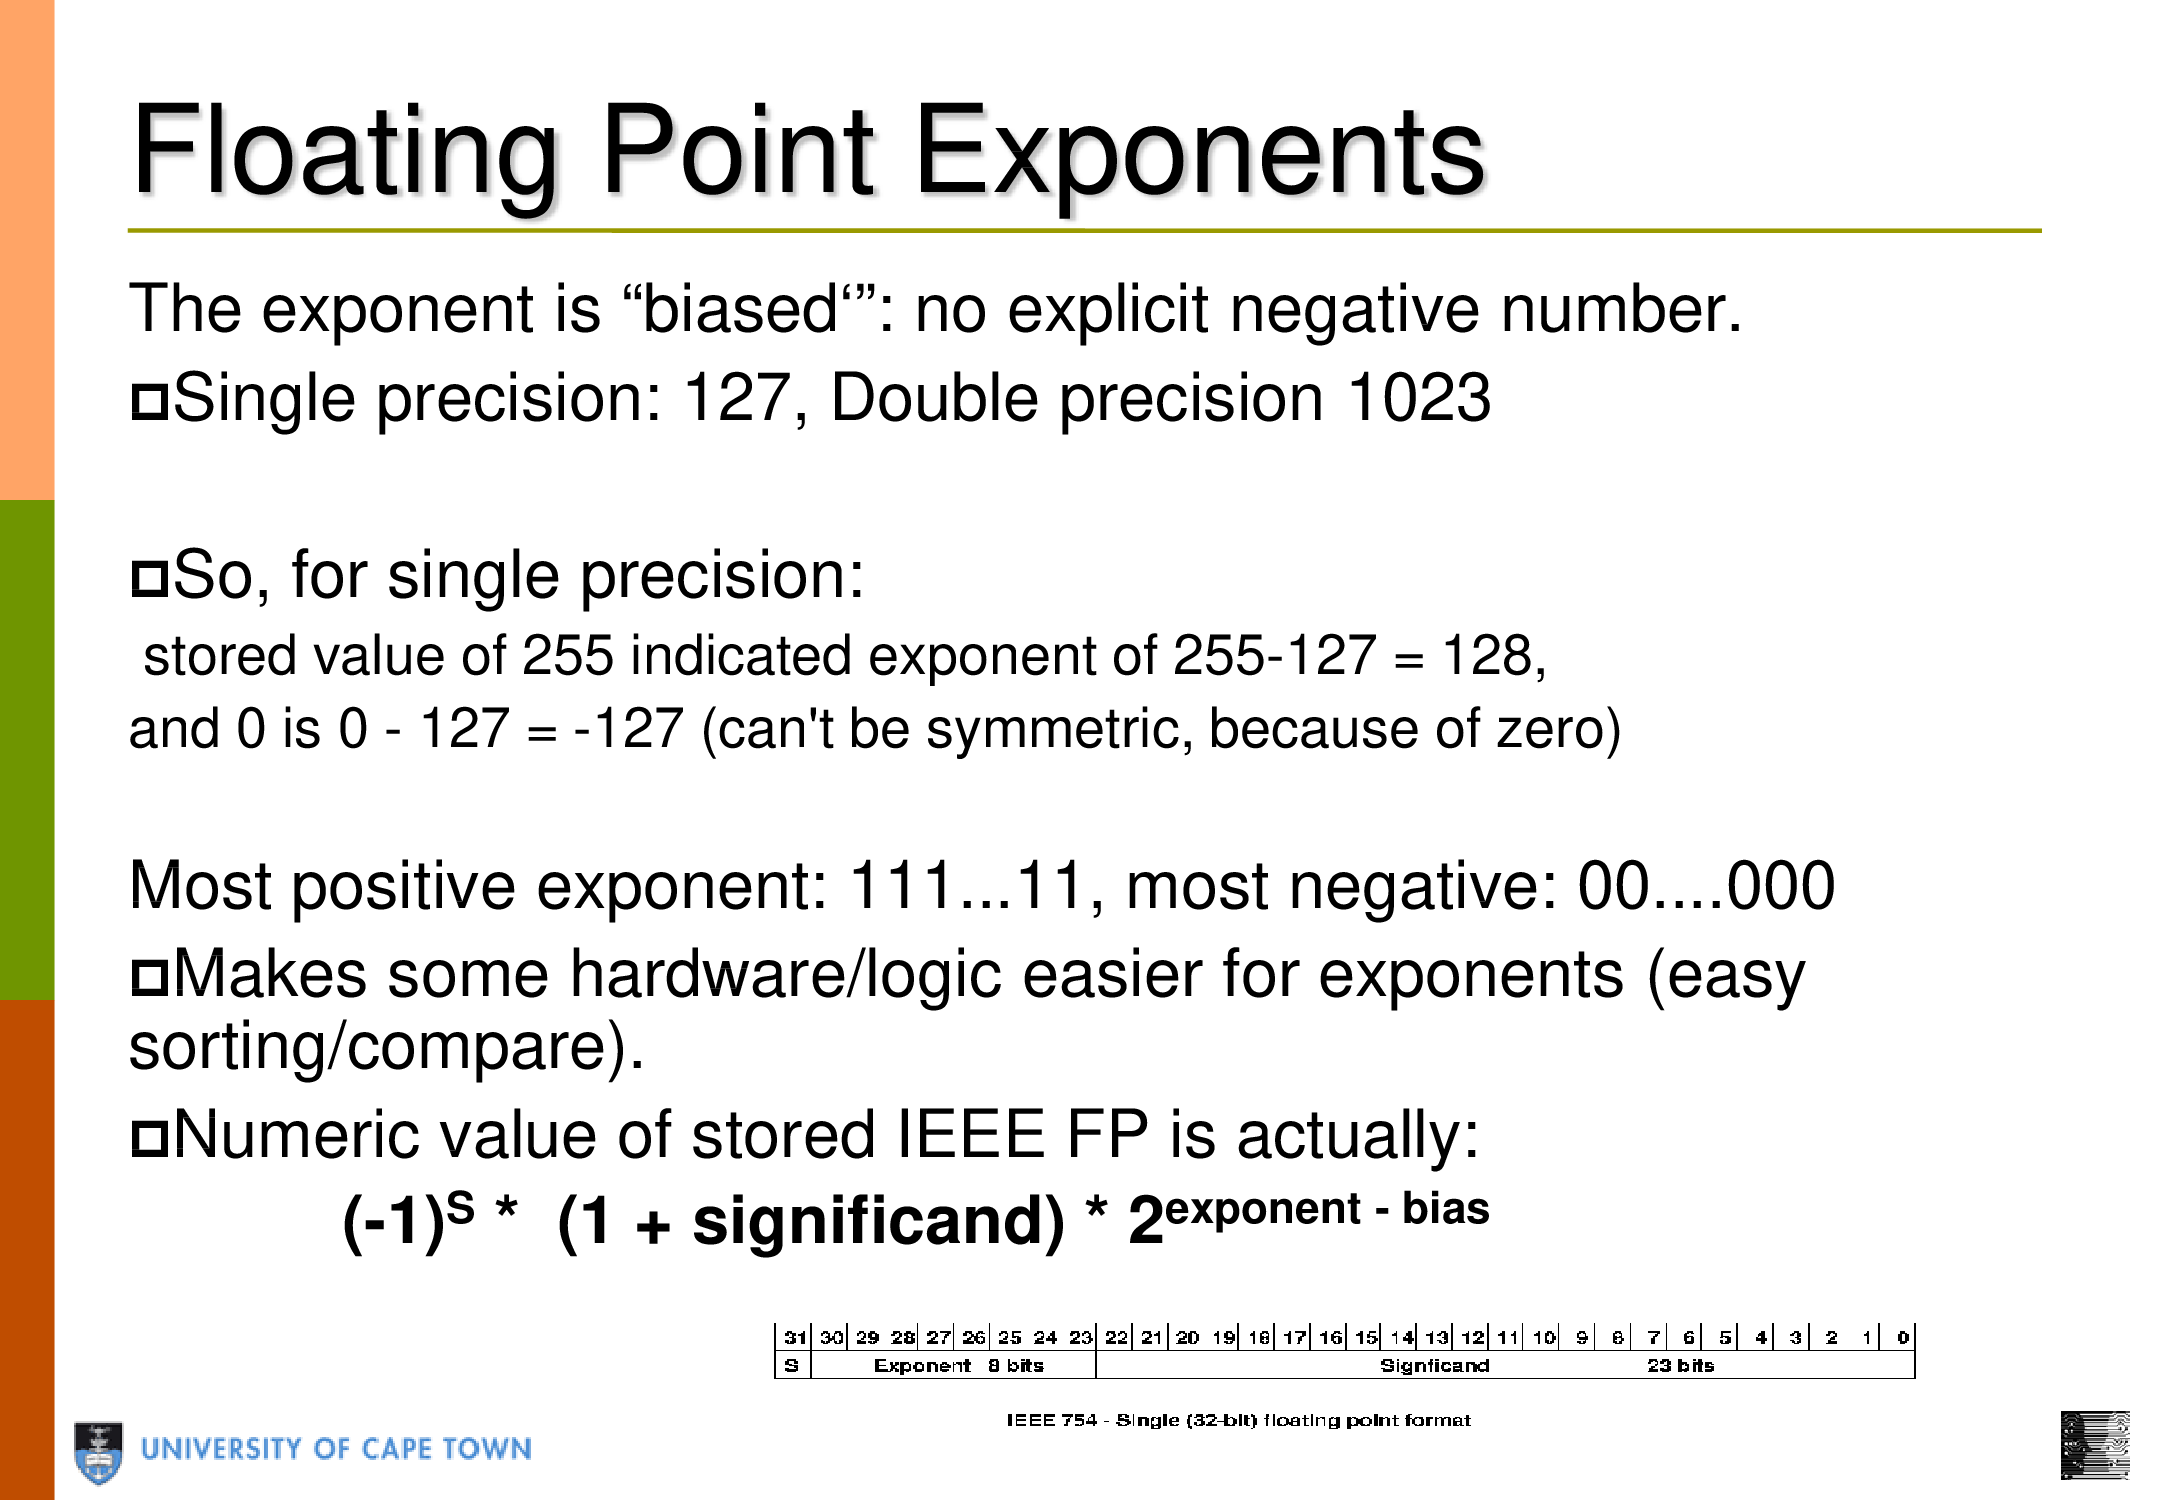 Floating Point Exponents
The exponent is “biased‘”: no explicit negative number.
Single precision: 127, Double precision 1023
So, for single precision:
stored value of 255 indicated exponent of 255-127 = 128,
and 0 is 0 - 127 = -127 (can't be symmetric, because of zero)
Most positive exponent: 111...11, most negative: 00....000
Makes some hardware/logic easier for exponents (easy
sorting/compare).
Numeric value of stored IEEE FP is actually:
(-1)^S * (1 + significand) * 2^exponent - bias
31 30 29 28 27 26 25 24 23 22 21 20 19 18 17 16 15 14 13 12 11 10 9 8 7 6 5 4 3 2 1 0
S Exponent 8 bits Signficand 23 bits
IEEE 754 - Single (32-bit) floating point format
UNIVERSITY OF CAPE TOWN